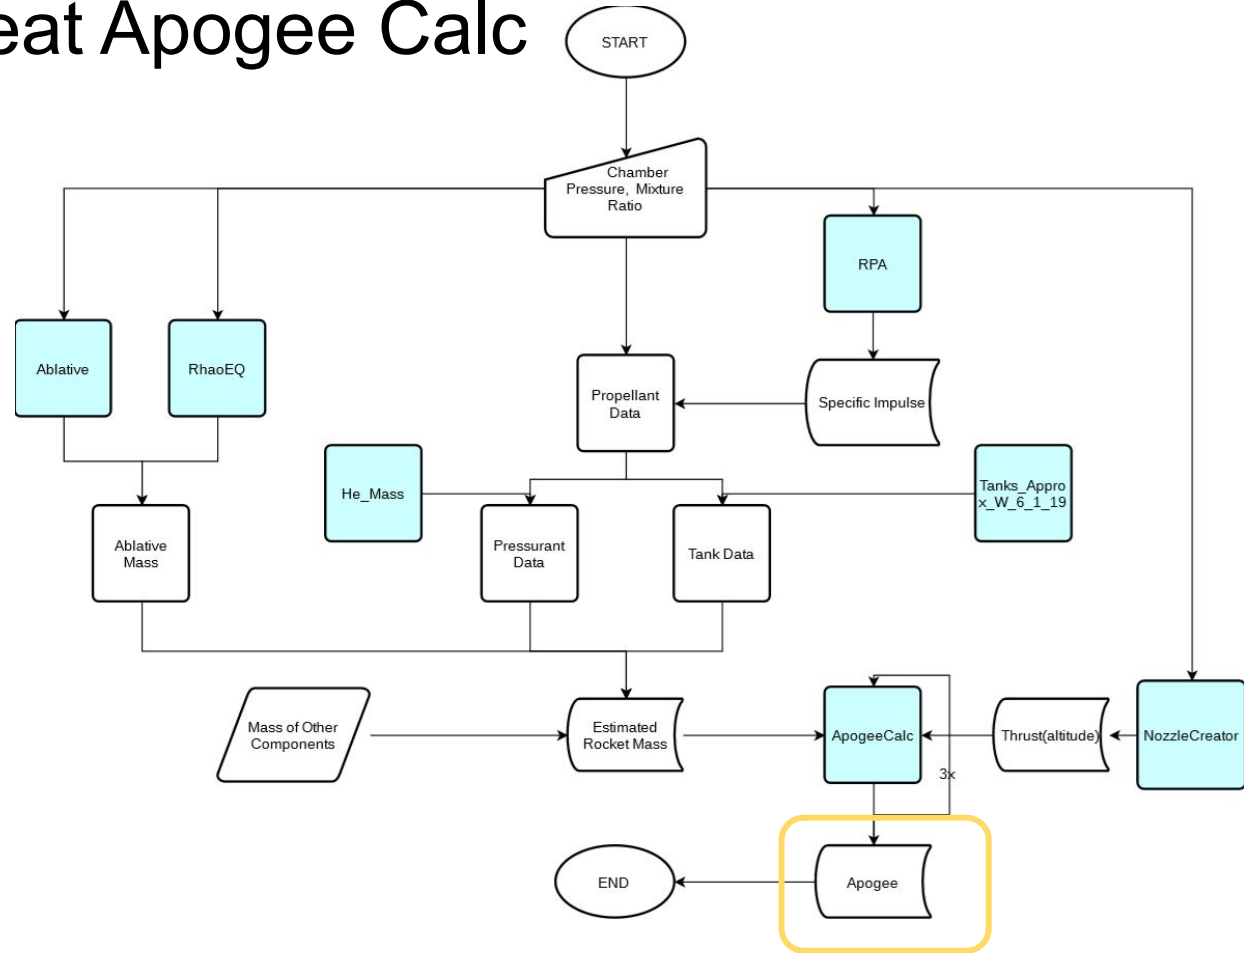 eat Apogee Calc
START
Chamber
Pressure, Mixture
Ratio
RPA
Ablative
RhaoEQ
Propellant
Data
Specific Impulse
He_Mass
Tanks_Appro
x_W_6_1_19
Ablative
Mass
Pressurant
Data
Tank Data
Mass of Other
Components
Estimated
Rocket Mass
ApogeeCalc
Thrust(altitude)
NozzleCreator
3x
END
Apogee